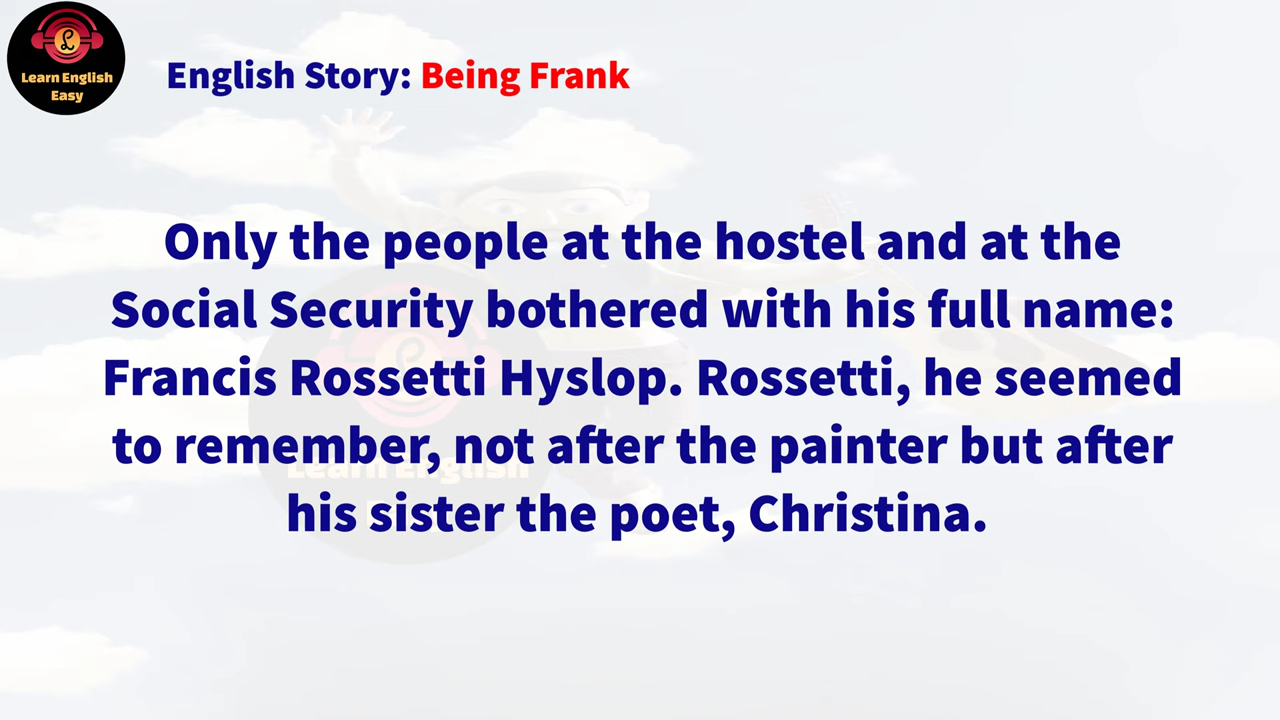 Learn English
Easy
English Story: Being Frank
Only the people at the hostel and at the
Social Security bothered with his full name:
Francis Rossetti Hyslop. Rossetti, he seemed
to remember, not after the painter but after
his sister the poet, Christina.
Learn English